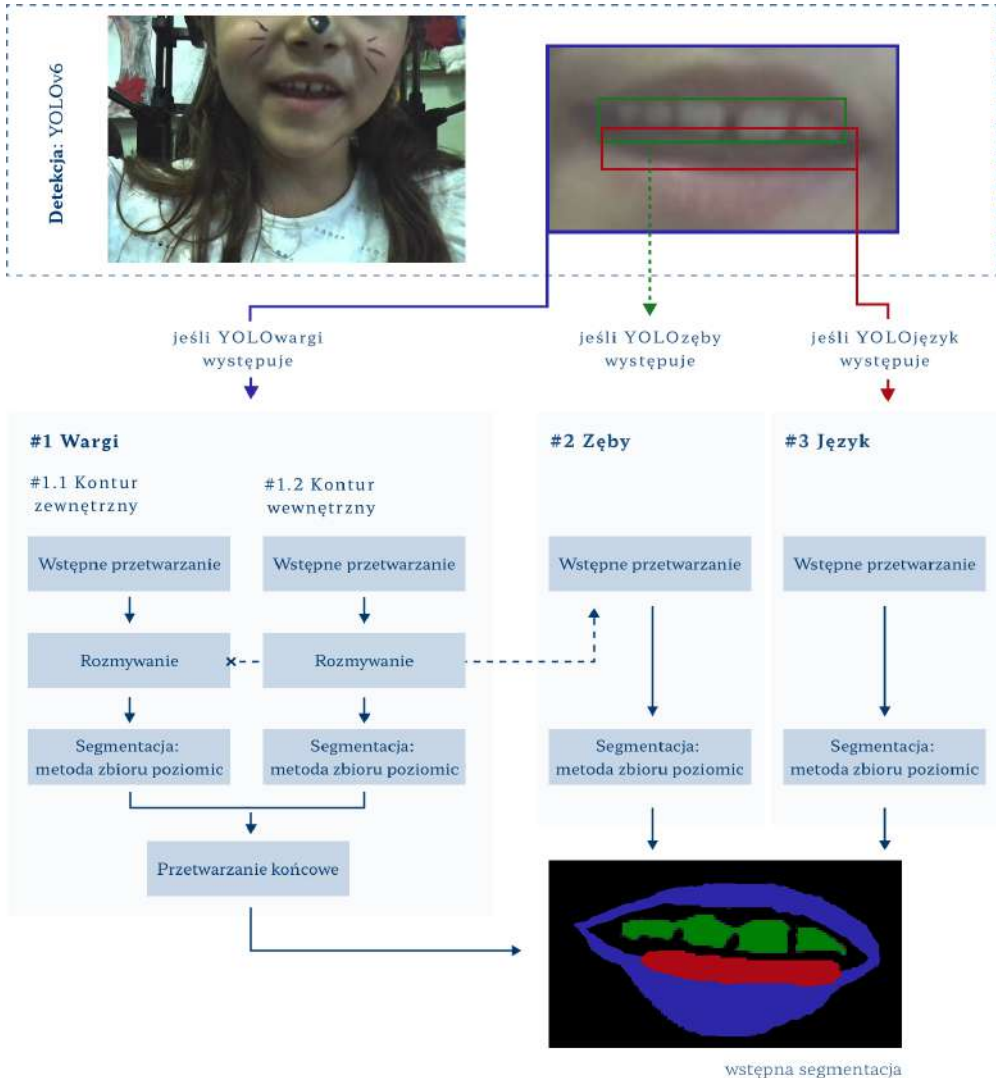 Detekcja: YOLOv6
jeśli YOLOwargi
występuje
jeśli YOLOzęby
występuje
jeśli YOLOjęzyk
występuje
#1 Wargi
#1.1 Kontur
zewnętrzny
#1.2 Kontur
wewnętrzny
Wstępne przetwarzanie
Wstępne przetwarzanie
Rozmywanie
Rozmywanie
Segmentacja:
metoda zbioru poziomic
Segmentacja:
metoda zbioru poziomic
Przetwarzanie końcowe
#2 Zęby
Wstępne przetwarzanie
Segmentacja:
metoda zbioru poziomic
#3 Język
Wstępne przetwarzanie
Segmentacja:
metoda zbioru poziomic
wstępna segmentacja